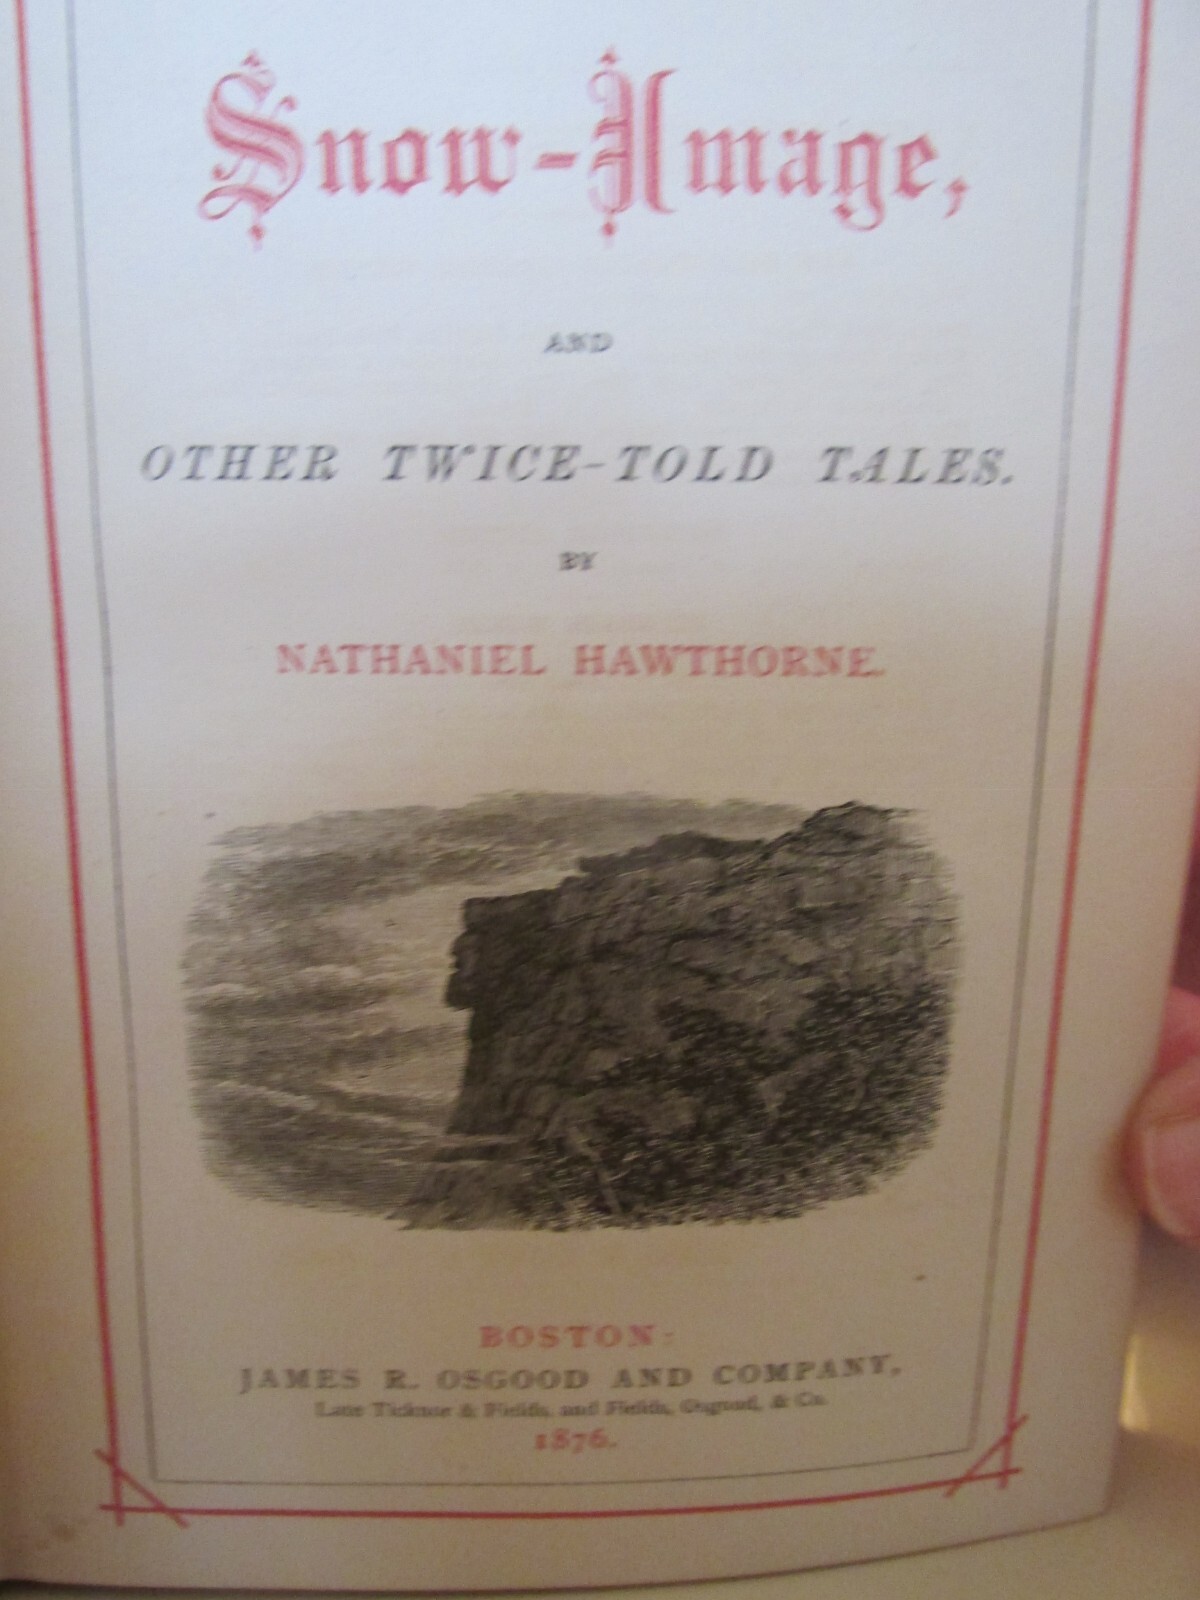 Snow-Image,
AND
OTHER TWICE-TOLD TALES.
BY
NATHANIEL HAWTHORNE.
BOSTON:
JAMES R. OSGOOD AND COMPANY,
Late Ticknor & Fields, and Fields, Osgood, & Co.
1876.